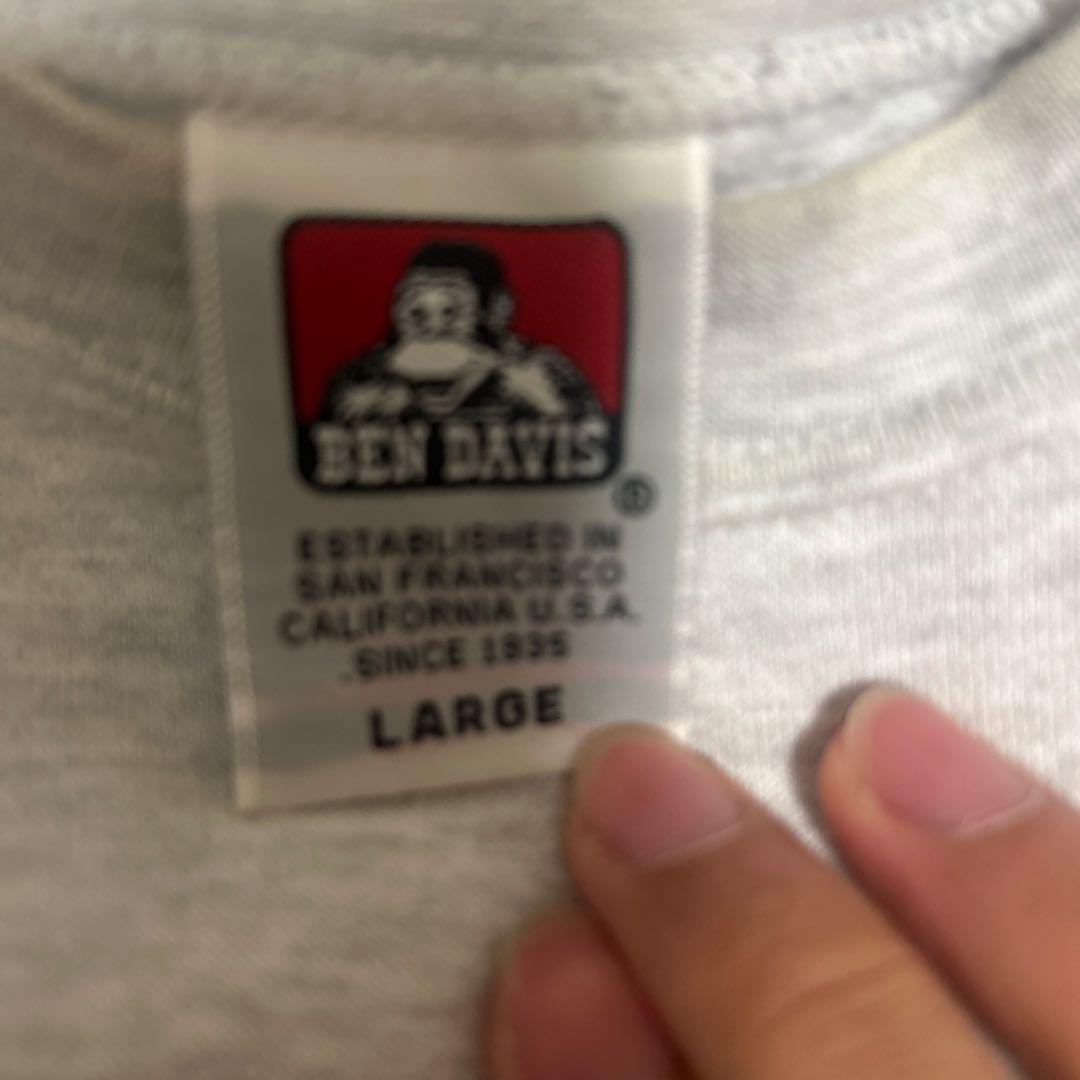 BEN DAVIS
®
ESTABLISHED IN
SAN FRANCISCO
CALIFORNIA U.S.A.
.SINCE 1935
LARGE